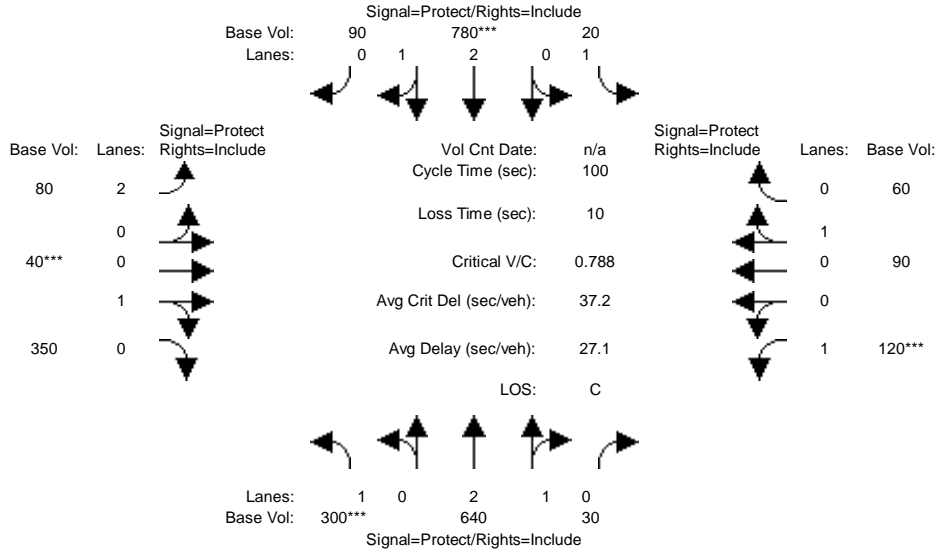 Signal=Protect/Rights=Include
Base Vol: 90 780*** 20
Lanes: 0 1 2 0 1
Signal=Protect
Rights=Include
Base Vol: Lanes:
Vol Cnt Date: n/a
Signal=Protect
Rights=Include
Lanes: Base Vol:
Cycle Time (sec): 100
80 2
0 60
Loss Time (sec): 10
0
1
40*** 0
Critical V/C: 0.788
0 90
1
Avg Crit Del (sec/veh): 37.2
0
350 0
Avg Delay (sec/veh): 27.1
1 120***
LOS: C
Lanes: 1 0 2 1 0
Base Vol: 300*** 640 30
Signal=Protect/Rights=Include